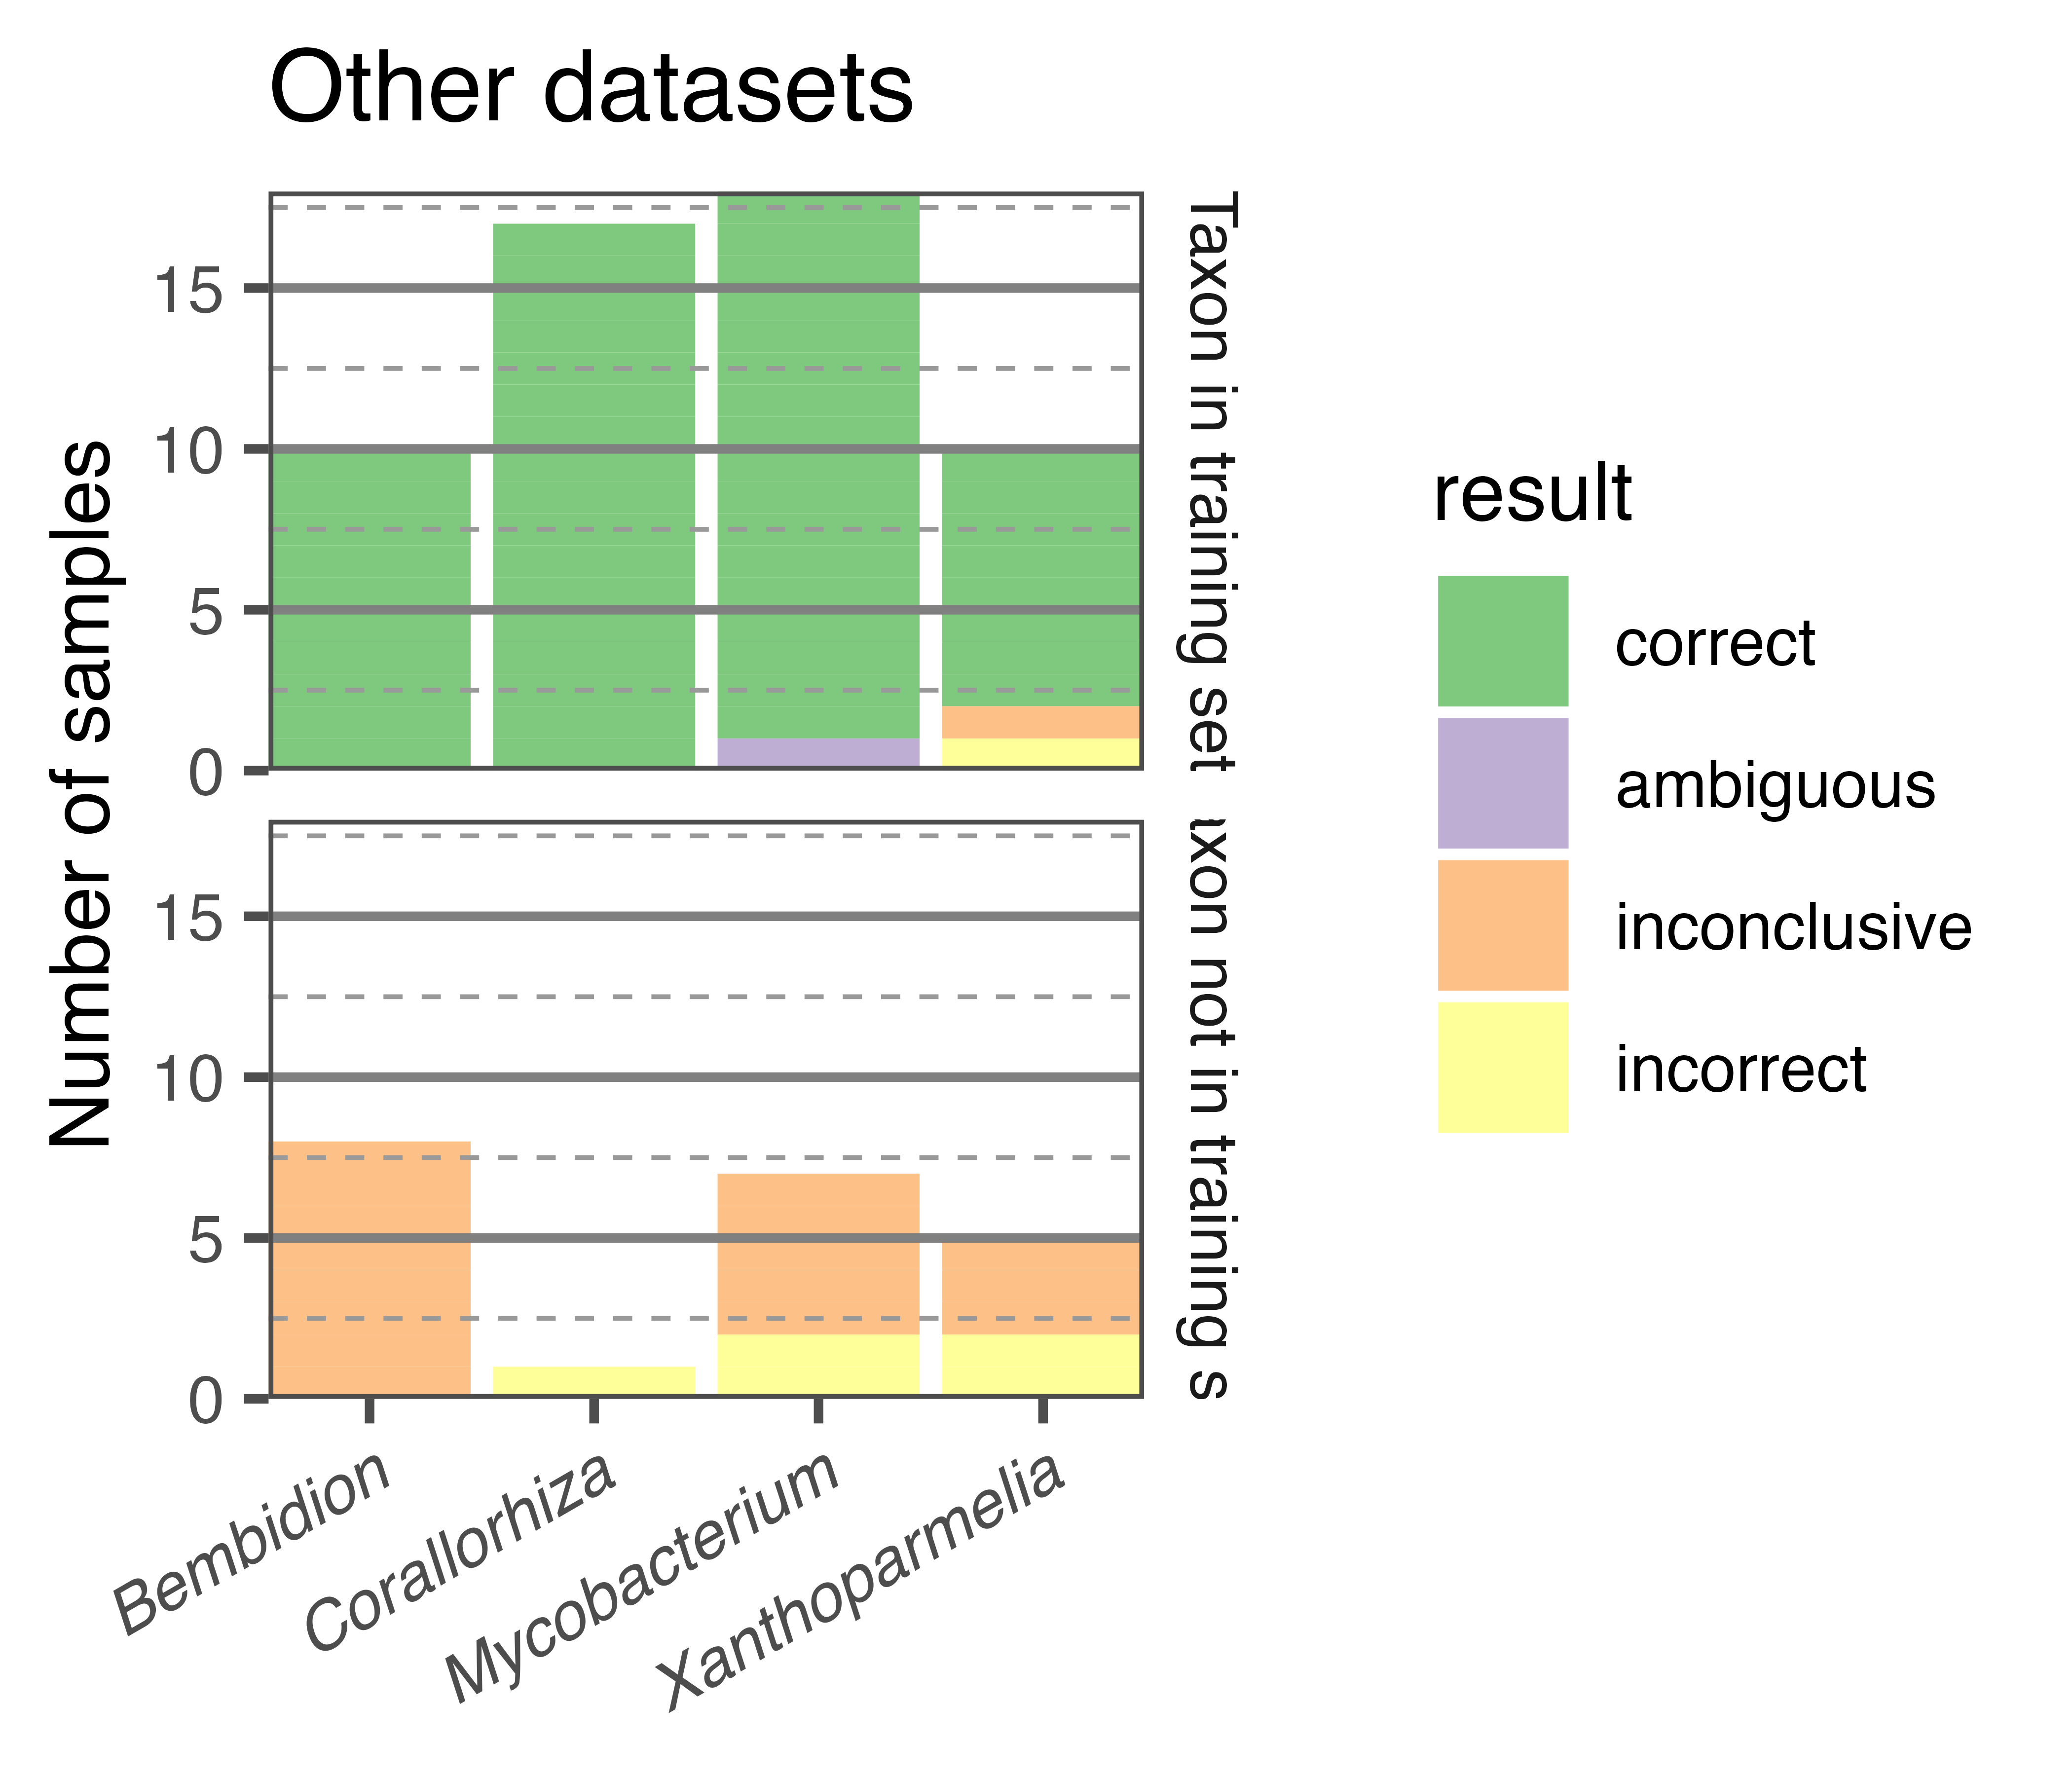 Other datasets
Number of samples
15
10
5
0
Taxon in training set
15
10
5
0
xon not in training s
Bembidion
Corallorhiza
Mycobacterium
Xanthoparmelia
result
correct
ambiguous
inconclusive
incorrect